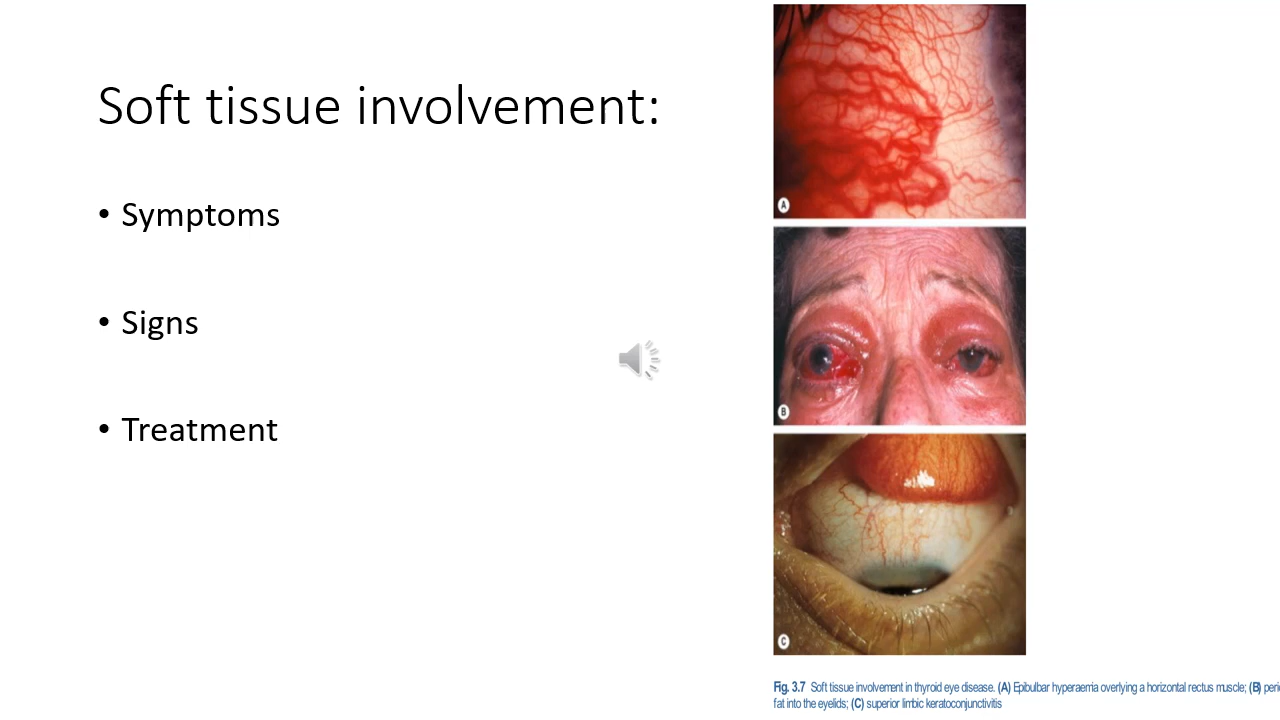 Soft tissue involvement:
• Symptoms
• Signs
• Treatment
A
B
C
Fig. 3.7 Soft tissue involvement in thyroid eye disease. (A) Epibulbar hyperaemia overlying a horizontal rectus muscle; (B)
fat into the eyelids; (C) superior limbic keratoconjunctivitis